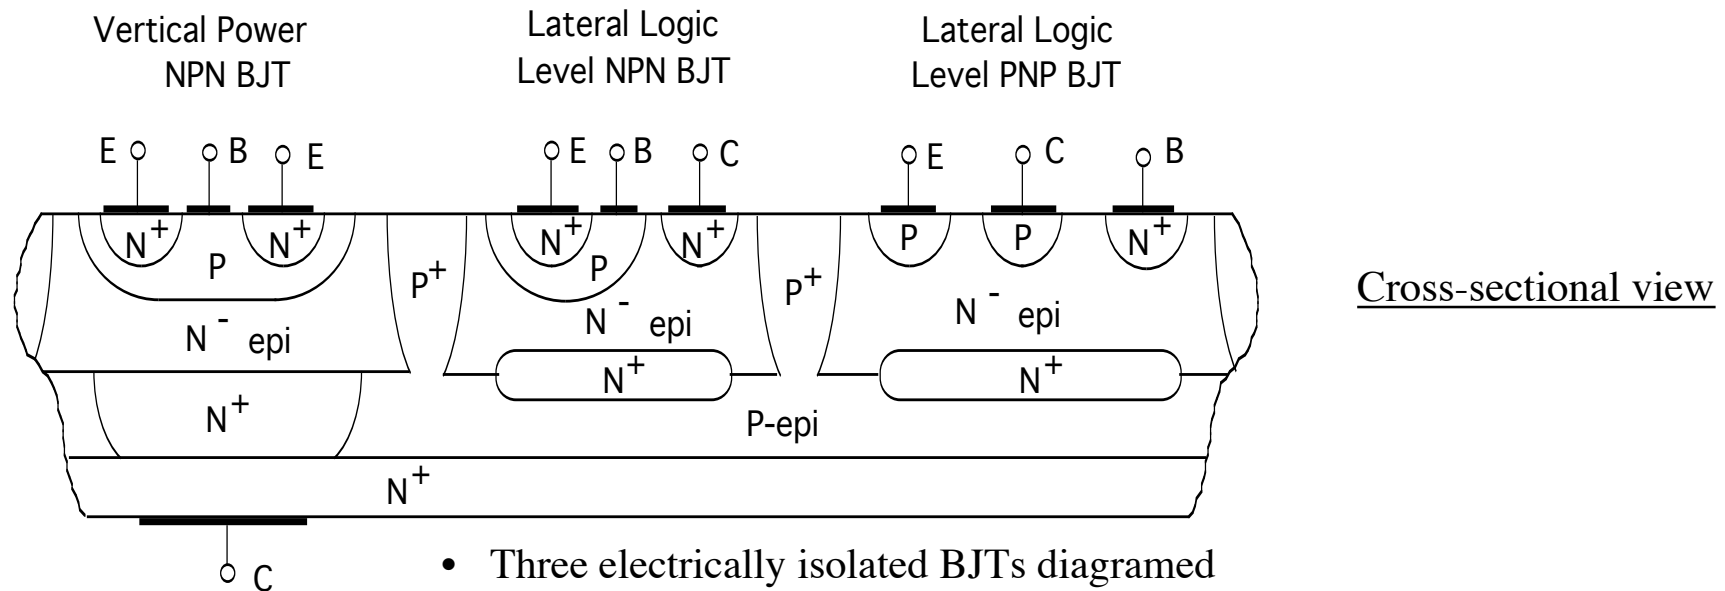 Vertical Power
NPN BJT
Lateral Logic
Level NPN BJT
Lateral Logic
Level PNP BJT
E B E E B C E C B
N+ N+ N+ N+ P P N+
P P
P+ P+
N- epi N- epi N- epi
Cross-sectional view
N+ N+ N+
P-epi
N+
C
• Three electrically isolated BJTs diagramed